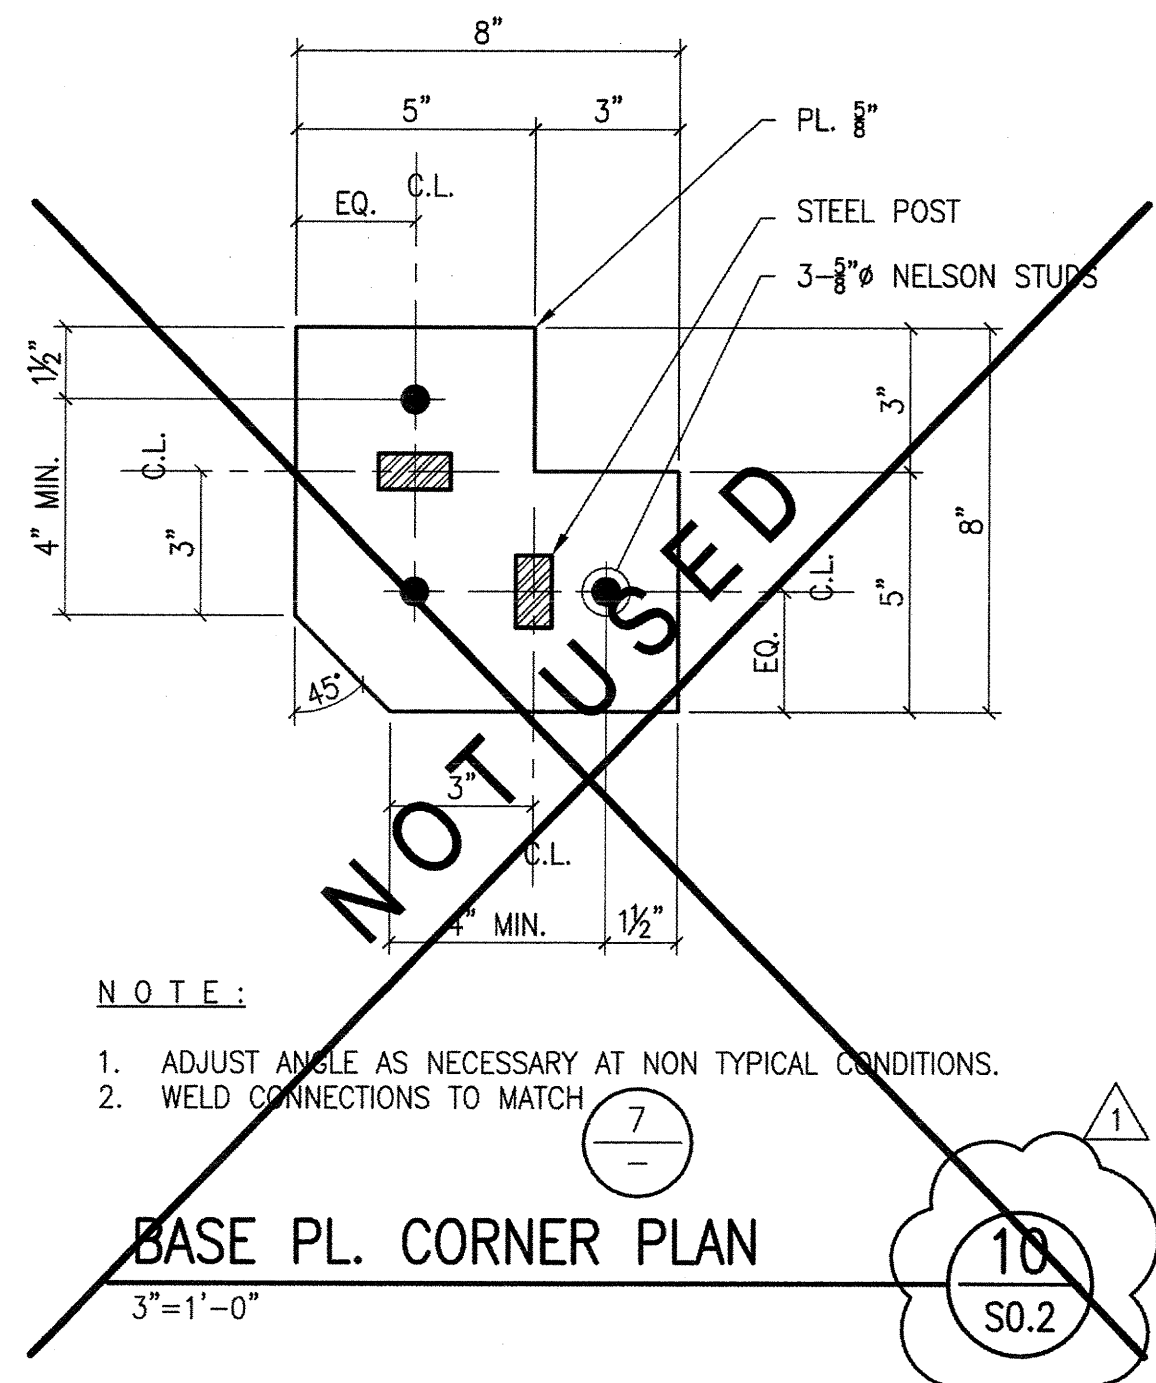 8"
5"
3"
PL. 5/8"
C.L.
EQ.
STEEL POST
3-5/8"ø NELSON STUDS
1½"
4" MIN.
C.L.
3"
3"
8"
5"
C.L.
EQ.
45°
3"
C.L.
4" MIN.
1½"
NOT USED
NOTE:
1. ADJUST ANGLE AS NECESSARY AT NON TYPICAL CONDITIONS.
2. WELD CONNECTIONS TO MATCH
7
–
1
BASE PL. CORNER PLAN
3"=1'-0"
10
S0.2